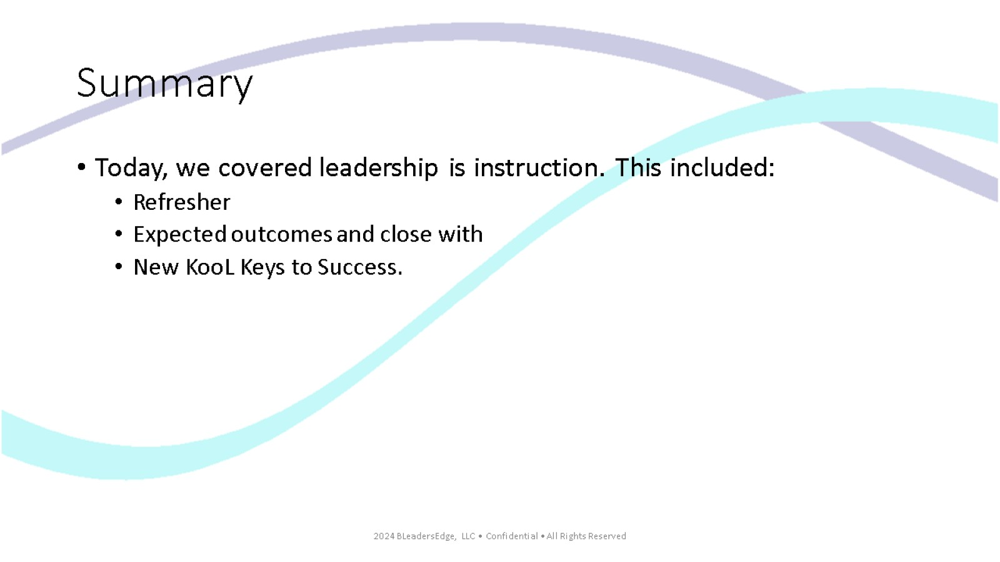 Summary
• Today, we covered leadership is instruction. This included:
• Refresher
• Expected outcomes and close with
• New KooL Keys to Success.
2024 BLeadersEdge, LLC • Confidential • All Rights Reserved